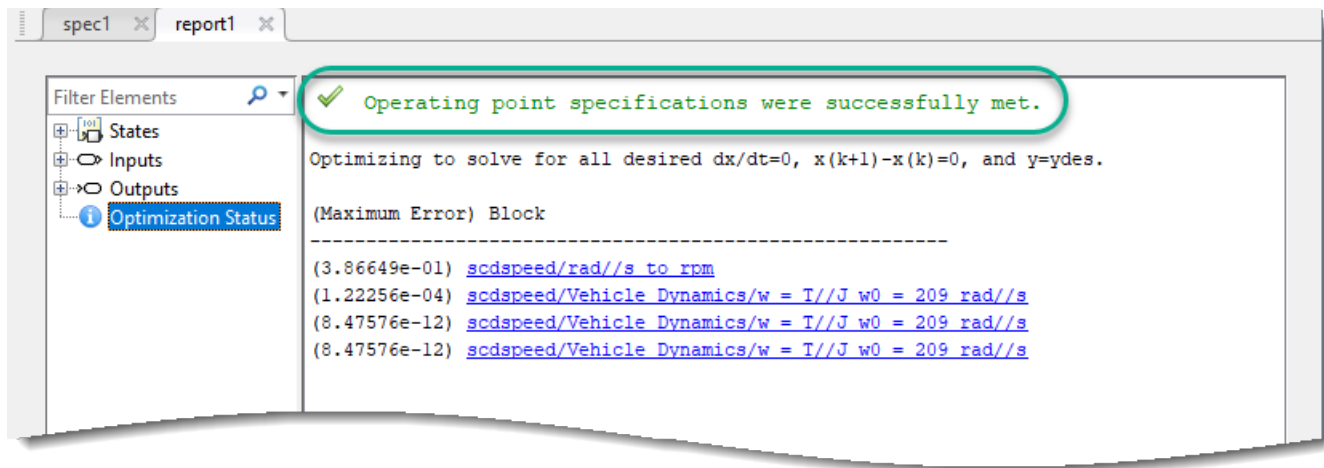 spec1
report1
Filter Elements
States
Inputs
Outputs
Optimization Status
Operating point specifications were successfully met.
Optimizing to solve for all desired dx/dt=0, x(k+1)-x(k)=0, and y=ydes.
(Maximum Error) Block
---------------------------------------------------------
(3.86649e-01) scdspeed/rad//s to rpm
(1.22256e-04) scdspeed/Vehicle Dynamics/w = T//J w0 = 209 rad//s
(8.47576e-12) scdspeed/Vehicle Dynamics/w = T//J w0 = 209 rad//s
(8.47576e-12) scdspeed/Vehicle Dynamics/w = T//J w0 = 209 rad//s